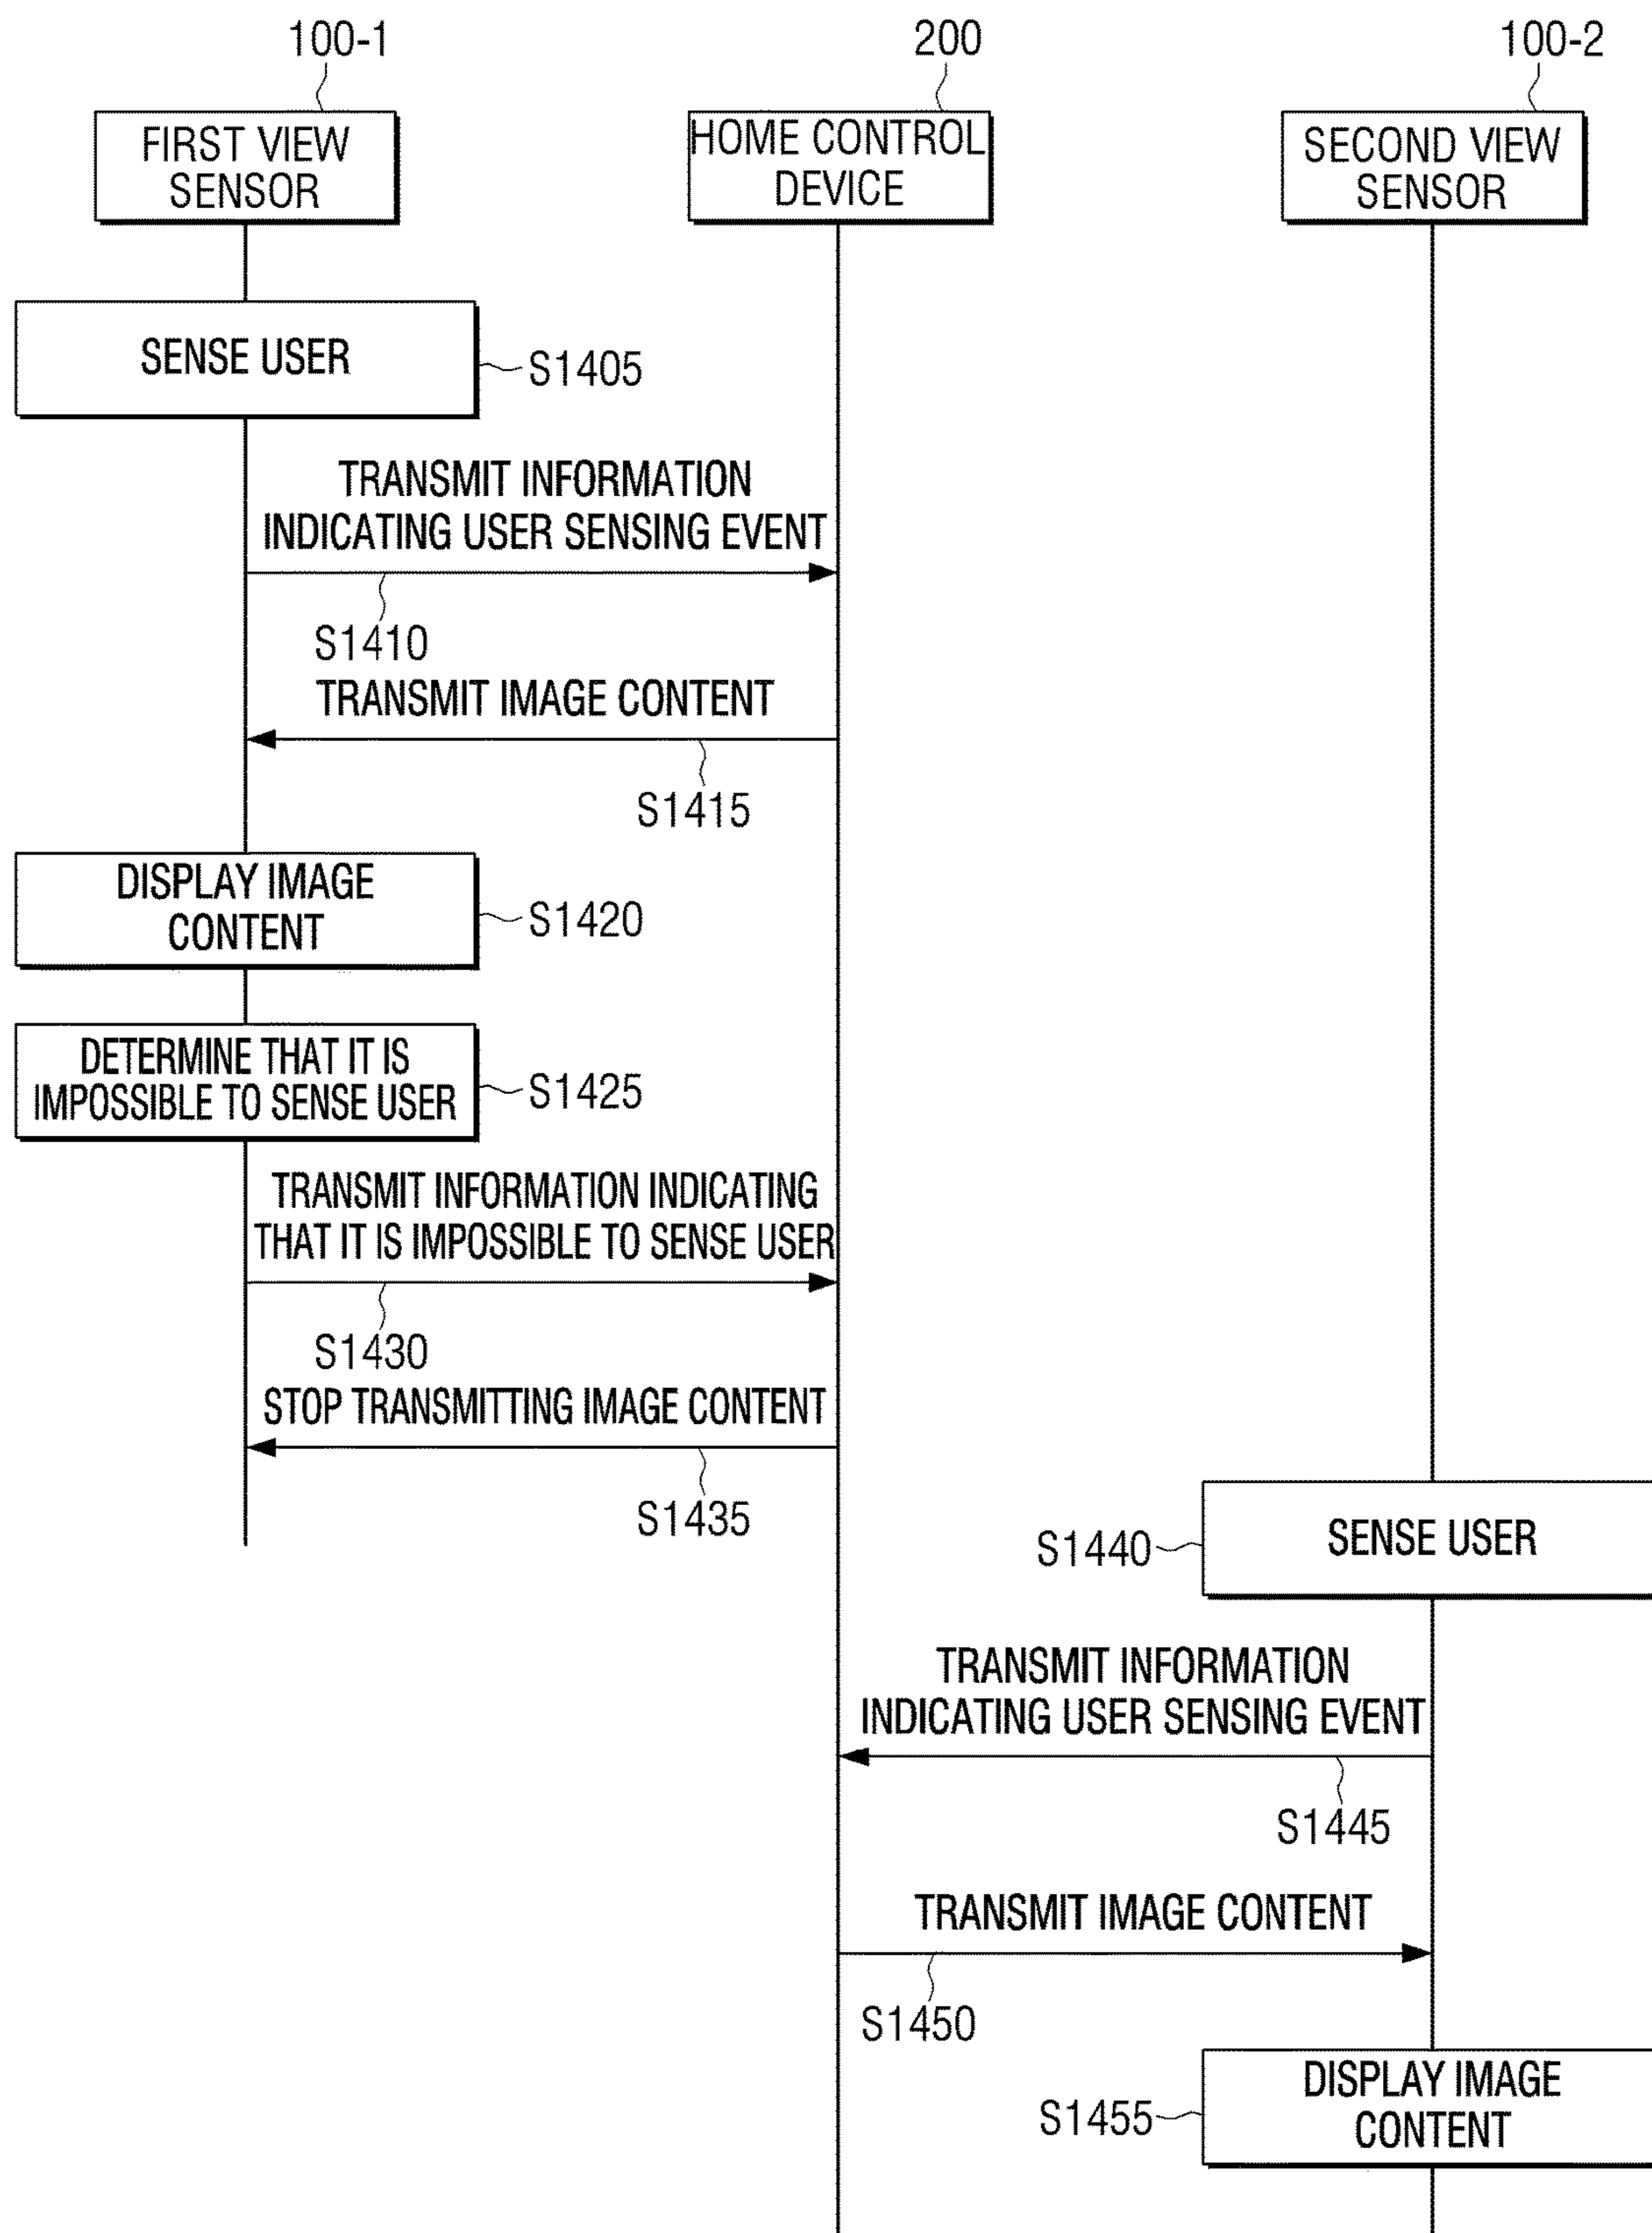 100-1
200
100-2
FIRST VIEW
SENSOR
HOME CONTROL
DEVICE
SECOND VIEW
SENSOR
SENSE USER
S1405
TRANSMIT INFORMATION
INDICATING USER SENSING EVENT
S1410
TRANSMIT IMAGE CONTENT
S1415
DISPLAY IMAGE
CONTENT
S1420
DETERMINE THAT IT IS
IMPOSSIBLE TO SENSE USER
S1425
TRANSMIT INFORMATION INDICATING
THAT IT IS IMPOSSIBLE TO SENSE USER
S1430
STOP TRANSMITTING IMAGE CONTENT
S1435
S1440
SENSE USER
TRANSMIT INFORMATION
INDICATING USER SENSING EVENT
S1445
TRANSMIT IMAGE CONTENT
S1450
DISPLAY IMAGE
CONTENT
S1455